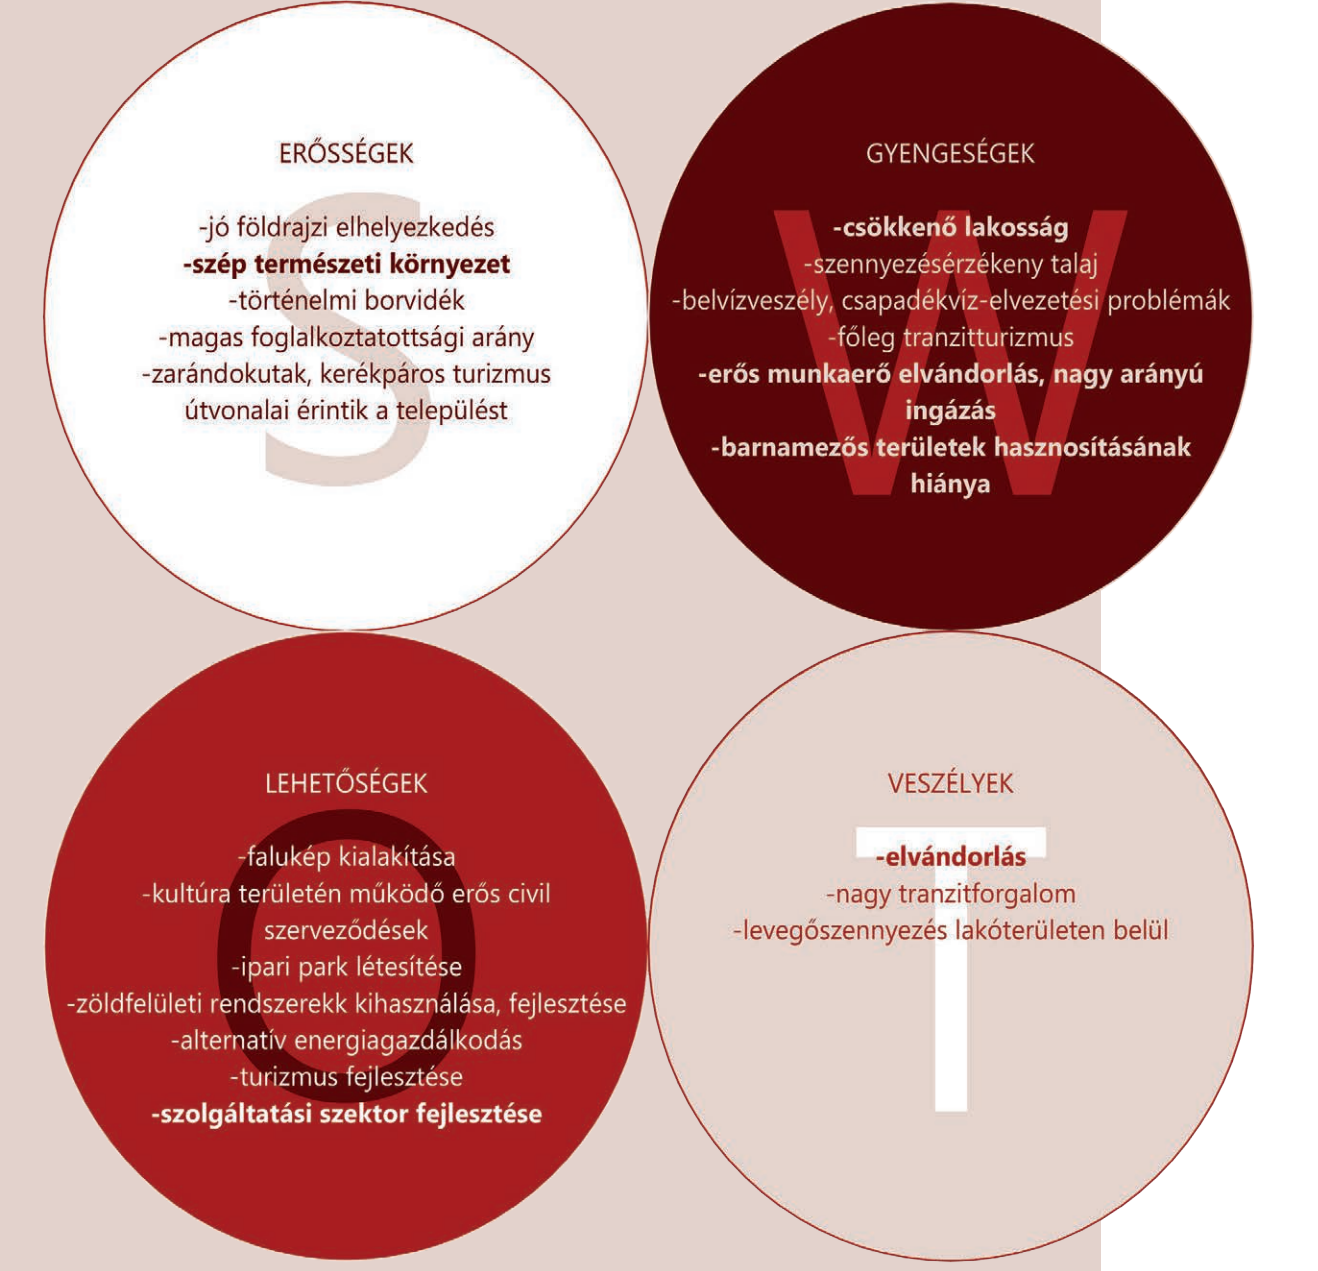 ERŐSSÉGEK
S
-jó földrajzi elhelyezkedés
-szép természeti környezet
-történelmi borvidék
-magas foglalkoztatottsági arány
-zarándokutak, kerékpáros turizmus
útvonalai érintik a települést
GYENGESÉGEK
W
-csökkenő lakosság
-szennyezésérzékeny talaj
-belvízveszély, csapadékvíz-elvezetési problémák
-főleg tranzitturizmus
-erős munkaerő elvándorlás, nagy arányú
ingázás
-barnamezős területek hasznosításának
hiánya
LEHETŐSÉGEK
O
-falukép kialakítása
-kultúra területén működő erős civil
szerveződések
-ipari park létesítése
-zöldfelületi rendszerekk kihasználása, fejlesztése
-alternatív energiagazdálkodás
-turizmus fejlesztése
-szolgáltatási szektor fejlesztése
VESZÉLYEK
T
-elvándorlás
-nagy tranzitforgalom
-levegőszennyezés lakóterületen belül